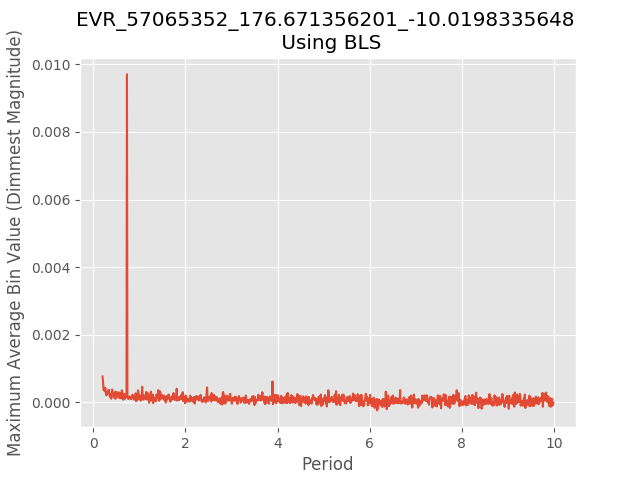 EVR_57065352_176.671356201_-10.0198335648
Using BLS
Maximum Average Bin Value (Dimmest Magnitude)
0.010
0.008
0.006
0.004
0.002
0.000
0 2 4 6 8 10
Period